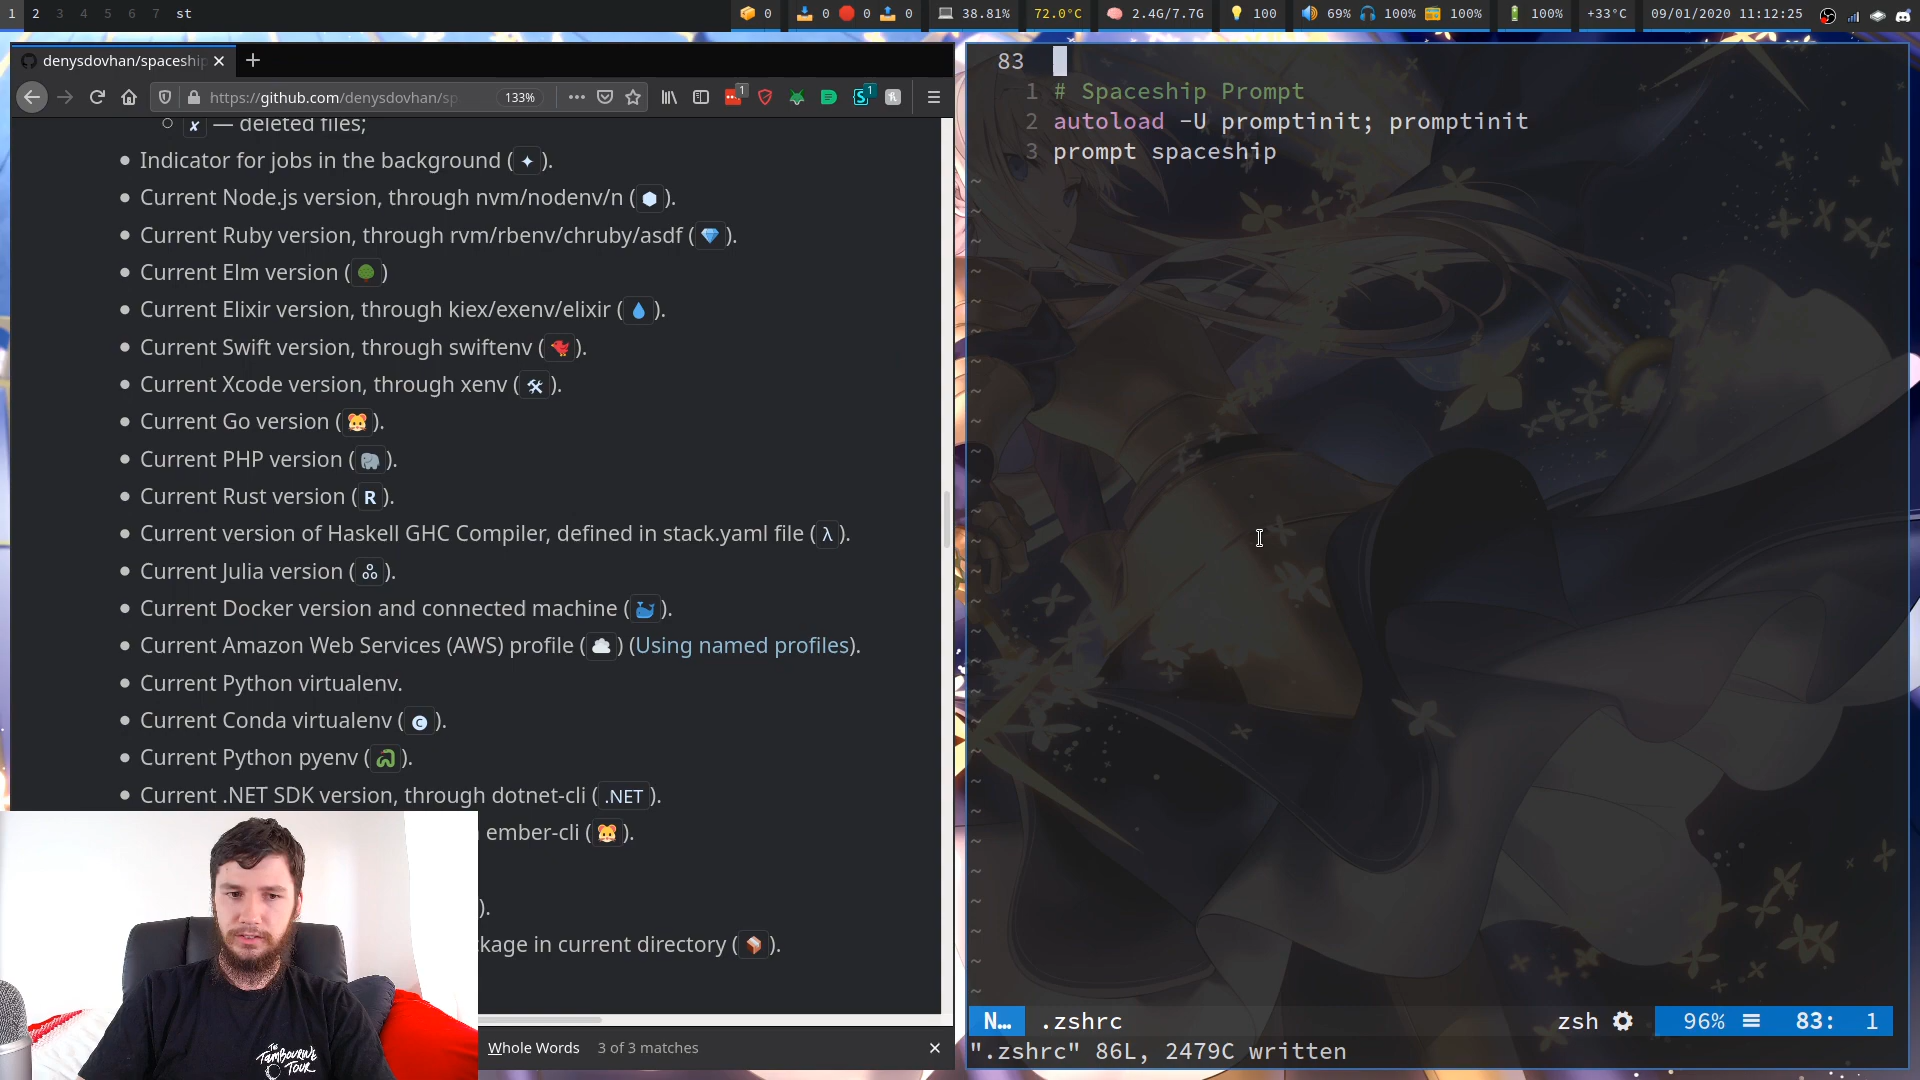 1 2 3 4 5 6 7 st
0 0 0 0 38.81% 72.0°C 2.4G/7.7G 100 69% 100% 100% 100% +33°C 09/01/2020 11:12:25
denysdovhan/spaceship
https://github.com/denysdovhan/sp 133% 1 1
✘ — deleted files;
Indicator for jobs in the background (✦).
Current Node.js version, through nvm/nodenv/n (⬢).
Current Ruby version, through rvm/rbenv/chruby/asdf (💎).
Current Elm version (🌳)
Current Elixir version, through kiex/exenv/elixir (💧).
Current Swift version, through swiftenv (🐦).
Current Xcode version, through xenv (🛠).
Current Go version (🐹).
Current PHP version (🐘).
Current Rust version (R).
Current version of Haskell GHC Compiler, defined in stack.yaml file (λ).
Current Julia version (ஃ).
Current Docker version and connected machine (🐳).
Current Amazon Web Services (AWS) profile (☁️) (Using named profiles).
Current Python virtualenv.
Current Conda virtualenv (🅒).
Current Python pyenv (🐍).
Current .NET SDK version, through dotnet-cli (.NET).
ember-cli (🐹).
).
kage in current directory (📦).
Whole Words 3 of 3 matches
THE TAMBOURINE TOUR
83
1 # Spaceship Prompt
2 autoload -U promptinit; promptinit
3 prompt spaceship
N… .zshrc zsh 96% ☰ 83: 1
".zshrc" 86L, 2479C written